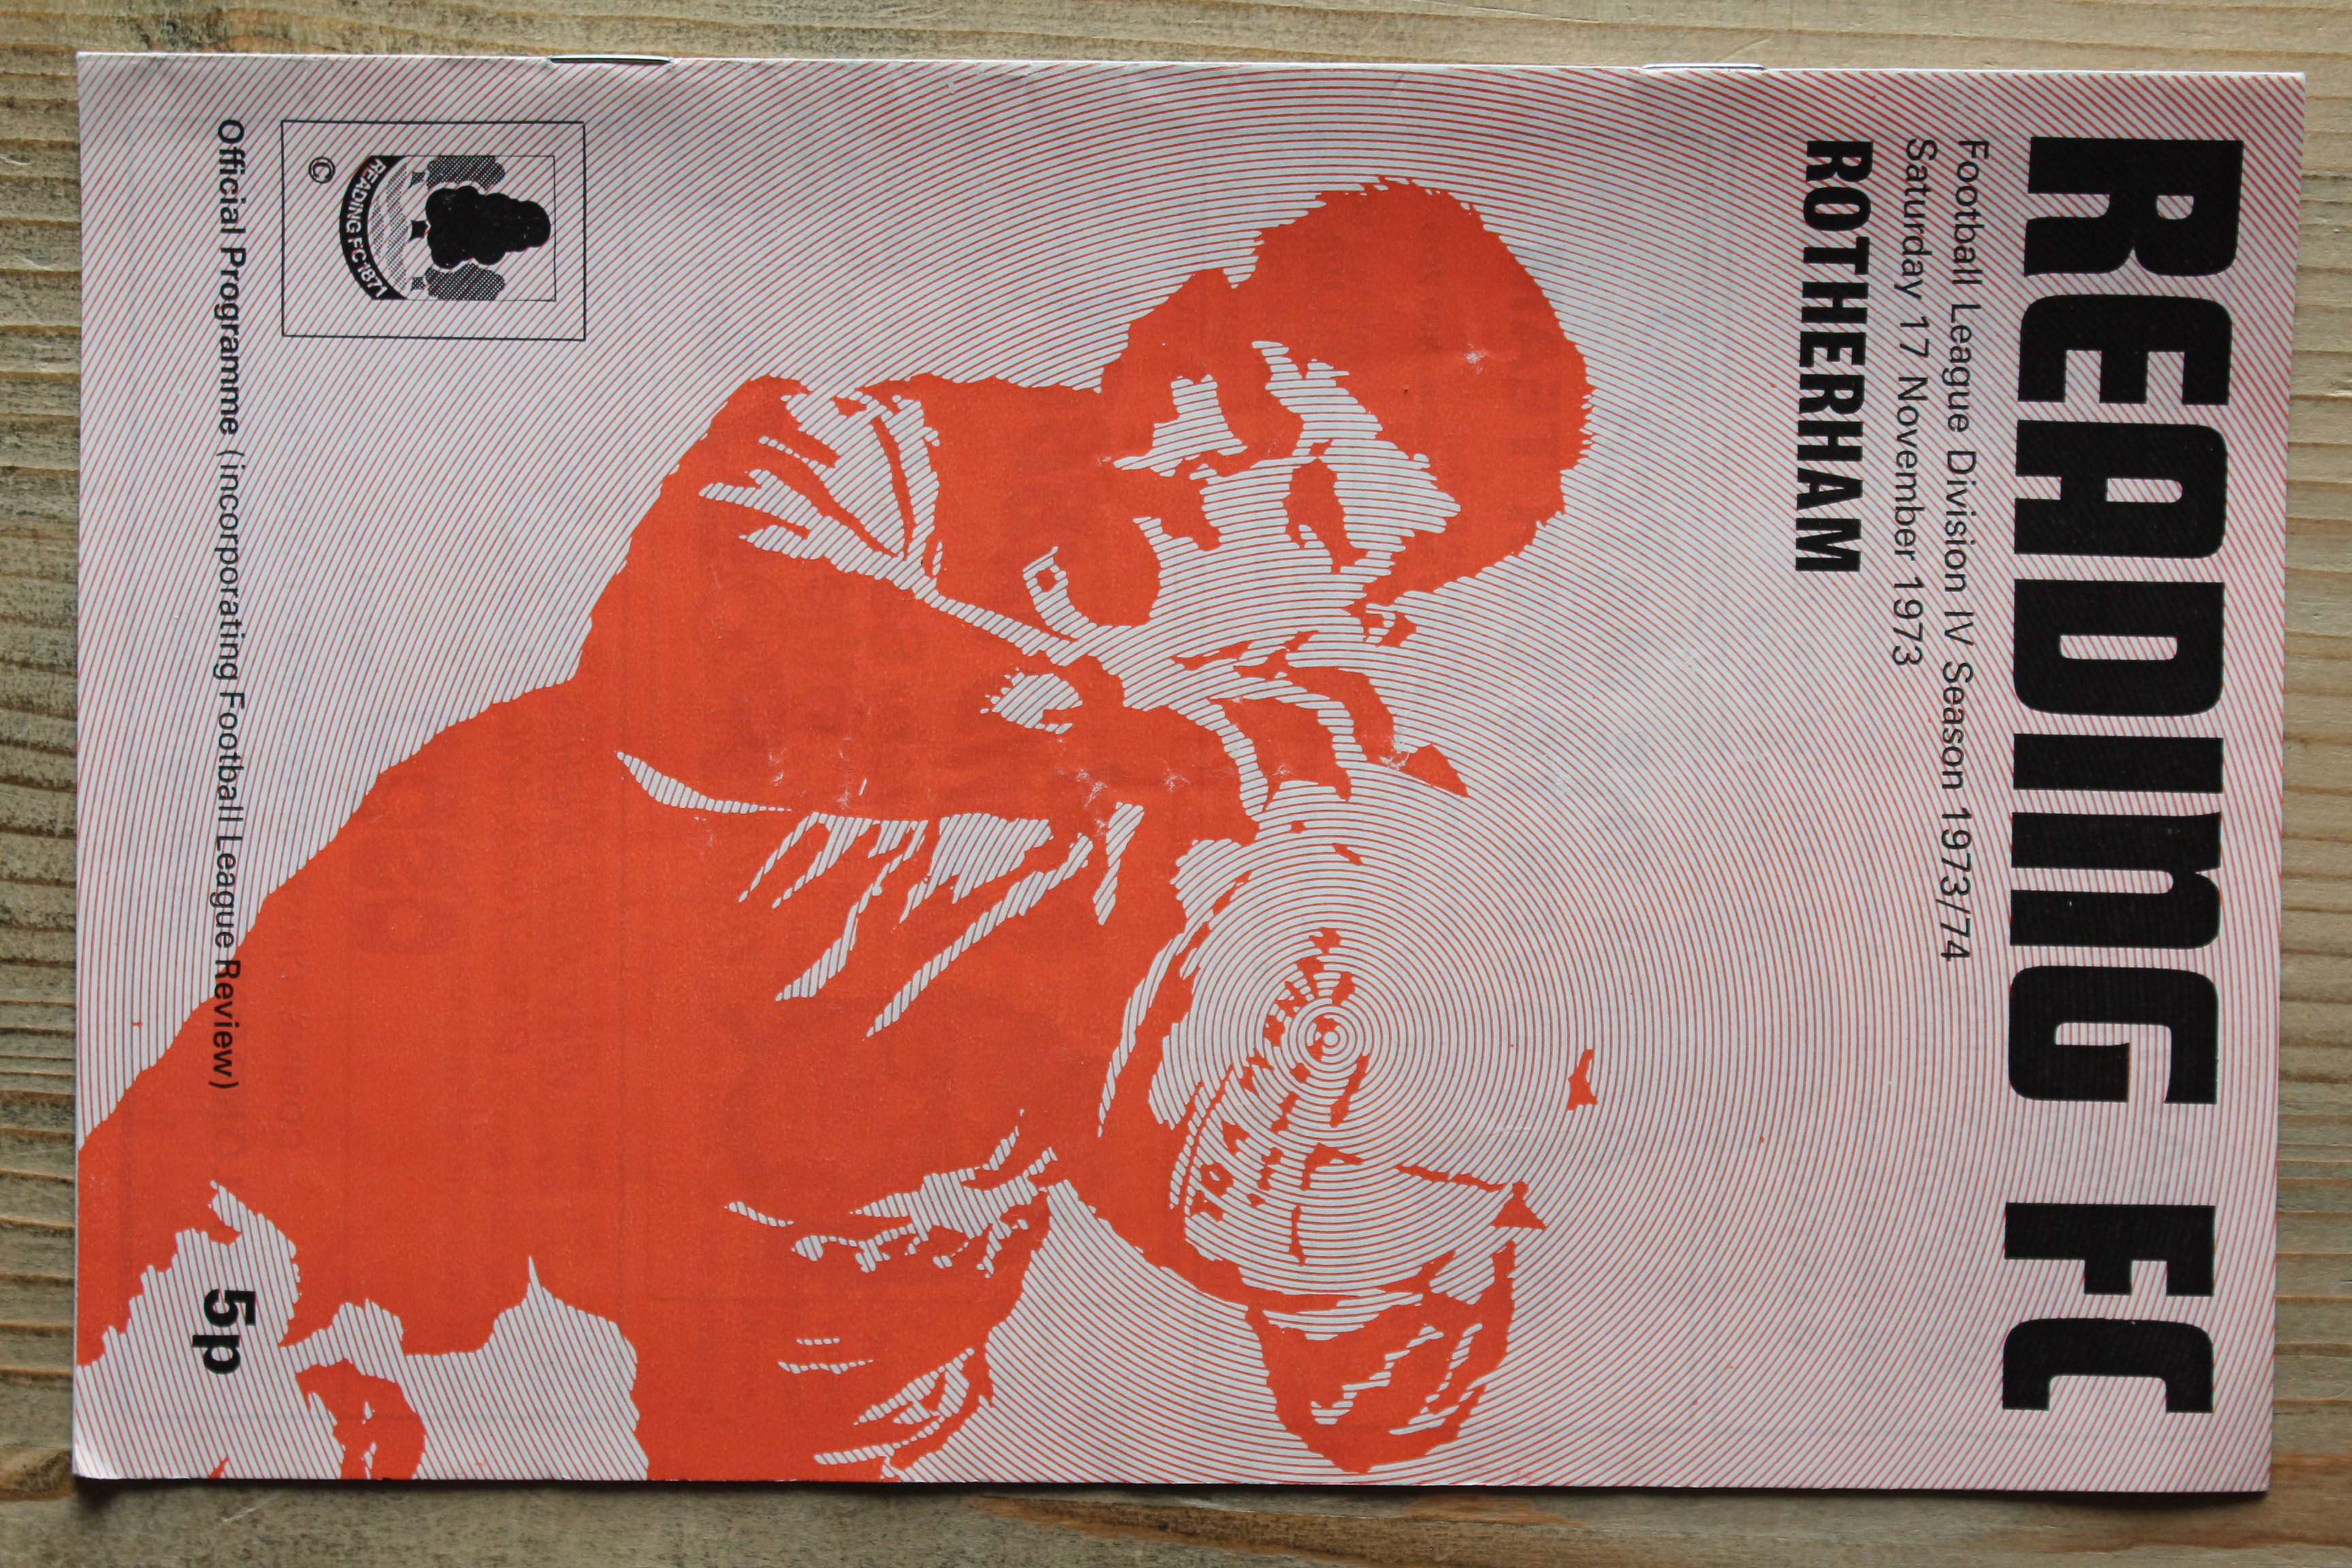 READING FC
Football League Division IV Season 1973/74
Saturday 17 November 1973
ROTHERHAM
READING FC 1871
©
Official Programme (incorporating Football League Review)
5p